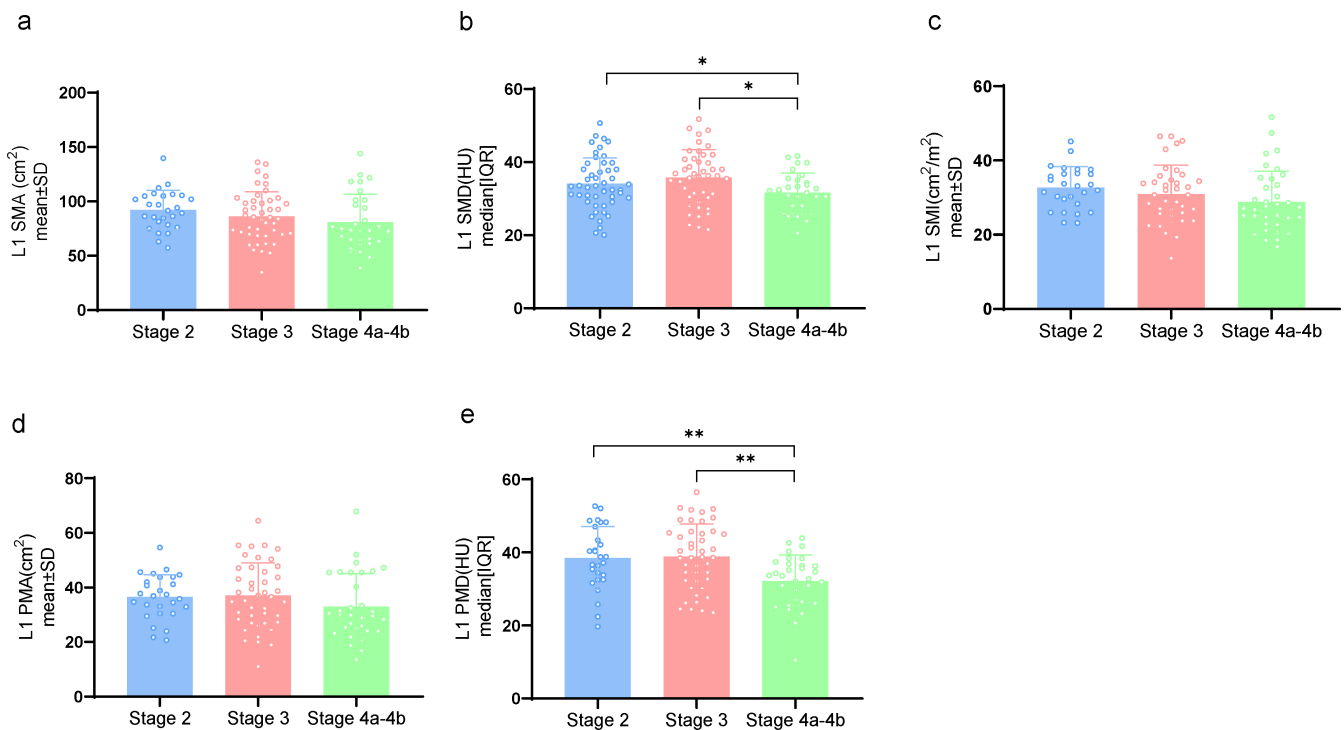 a
L1 SMA (cm²)
mean±SD
200
150
100
50
0
Stage 2
Stage 3
Stage 4a-4b
b
L1 SMD(HU)
median[IQR]
60
40
20
0
*
*
Stage 2
Stage 3
Stage 4a-4b
c
L1 SMI(cm²/m²)
mean±SD
60
40
20
0
Stage 2
Stage 3
Stage 4a-4b
d
L1 PMA(cm²)
mean±SD
80
60
40
20
0
Stage 2
Stage 3
Stage 4a-4b
e
L1 PMD(HU)
median[IQR]
60
40
20
0
**
**
Stage 2
Stage 3
Stage 4a-4b